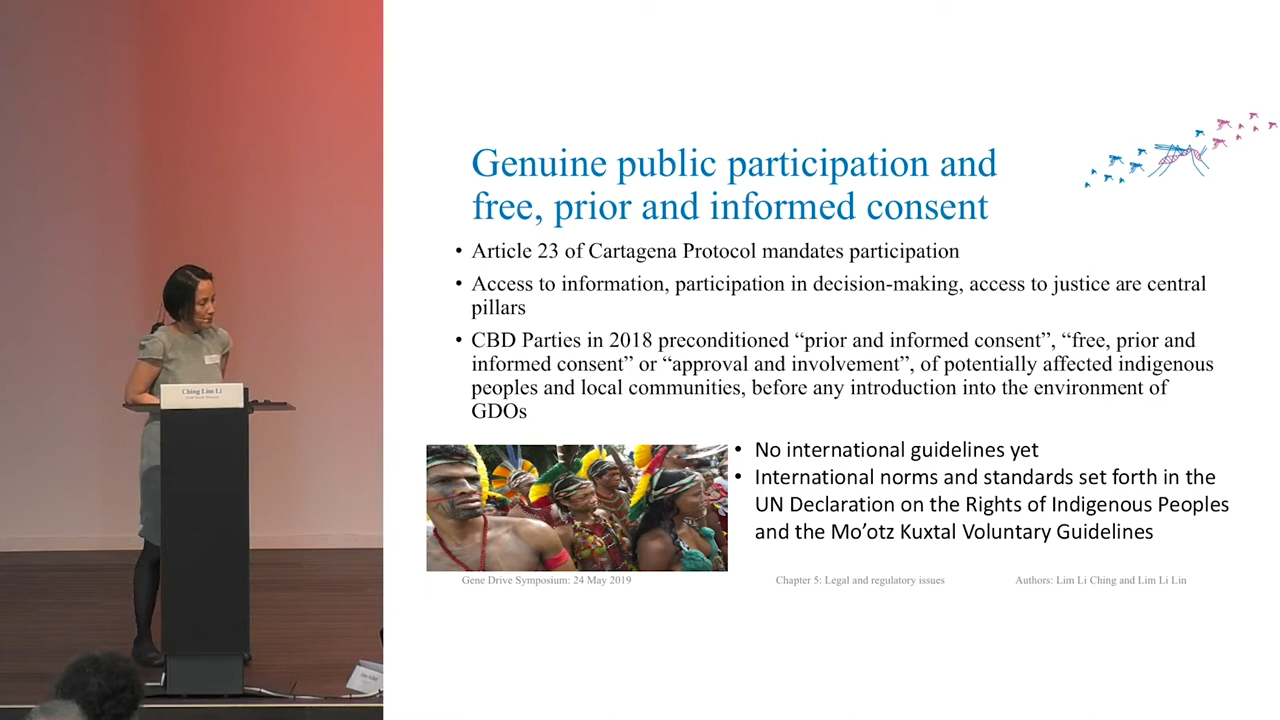 Genuine public participation and
free, prior and informed consent
• Article 23 of Cartagena Protocol mandates participation
• Access to information, participation in decision-making, access to justice are central
pillars
• CBD Parties in 2018 preconditioned “prior and informed consent”, “free, prior and
informed consent” or “approval and involvement”, of potentially affected indigenous
peoples and local communities, before any introduction into the environment of
GDOs
• No international guidelines yet
• International norms and standards set forth in the
UN Declaration on the Rights of Indigenous Peoples
and the Mo’otz Kuxtal Voluntary Guidelines
Gene Drive Symposium: 24 May 2019 Chapter 5: Legal and regulatory issues Authors: Lim Li Ching and Lim Li Lin
Ching Lim Li